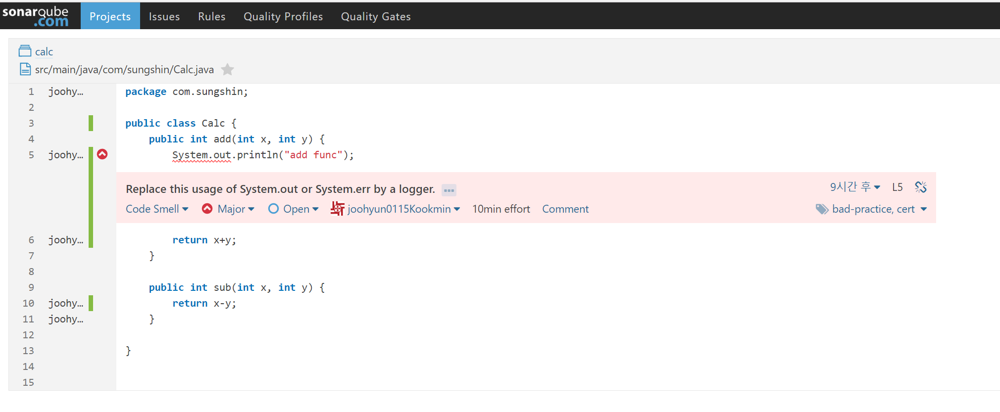 sonarqube .com Projects Issues Rules Quality Profiles Quality Gates
calc
src/main/java/com/sungshin/Calc.java
1 joohy... package com.sungshin;
2
3 public class Calc {
4 public int add(int x, int y) {
5 joohy... System.out.println("add func");
Replace this usage of System.out or System.err by a logger. ... 9시간 후 L5
Code Smell Major Open joohyun0115Kookmin 10min effort Comment bad-practice, cert
6 joohy... return x+y;
7 }
8
9 public int sub(int x, int y) {
10 joohy... return x-y;
11 joohy... }
12
13 }
14
15